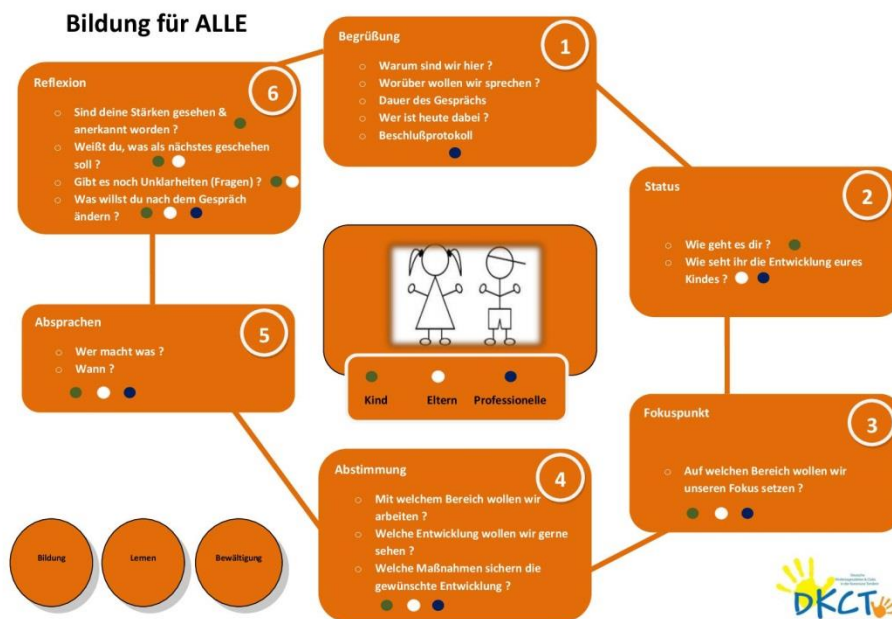 Bildung für ALLE
Begrüßung
1
Warum sind wir hier ?
Worüber wollen wir sprechen ?
Dauer des Gesprächs
Wer ist heute dabei ?
Beschlußprotokoll
Status
2
Wie geht es dir ?
Wie seht ihr die Entwicklung eures
Kindes ?
Fokuspunkt
3
Auf welchen Bereich wollen wir
unseren Fokus setzen ?
Abstimmung
4
Mit welchem Bereich wollen wir
arbeiten ?
Welche Entwicklung wollen wir gerne
sehen ?
Welche Maßnahmen sichern die
gewünschte Entwicklung ?
Absprachen
5
Wer macht was ?
Wann ?
Reflexion
6
Sind deine Stärken gesehen &
anerkannt worden ?
Weißt du, was als nächstes geschehen
soll ?
Gibt es noch Unklarheiten (Fragen) ?
Was willst du nach dem Gespräch
ändern ?
Kind Eltern Professionelle
Bildung Lernen Bewältigung
DKCT